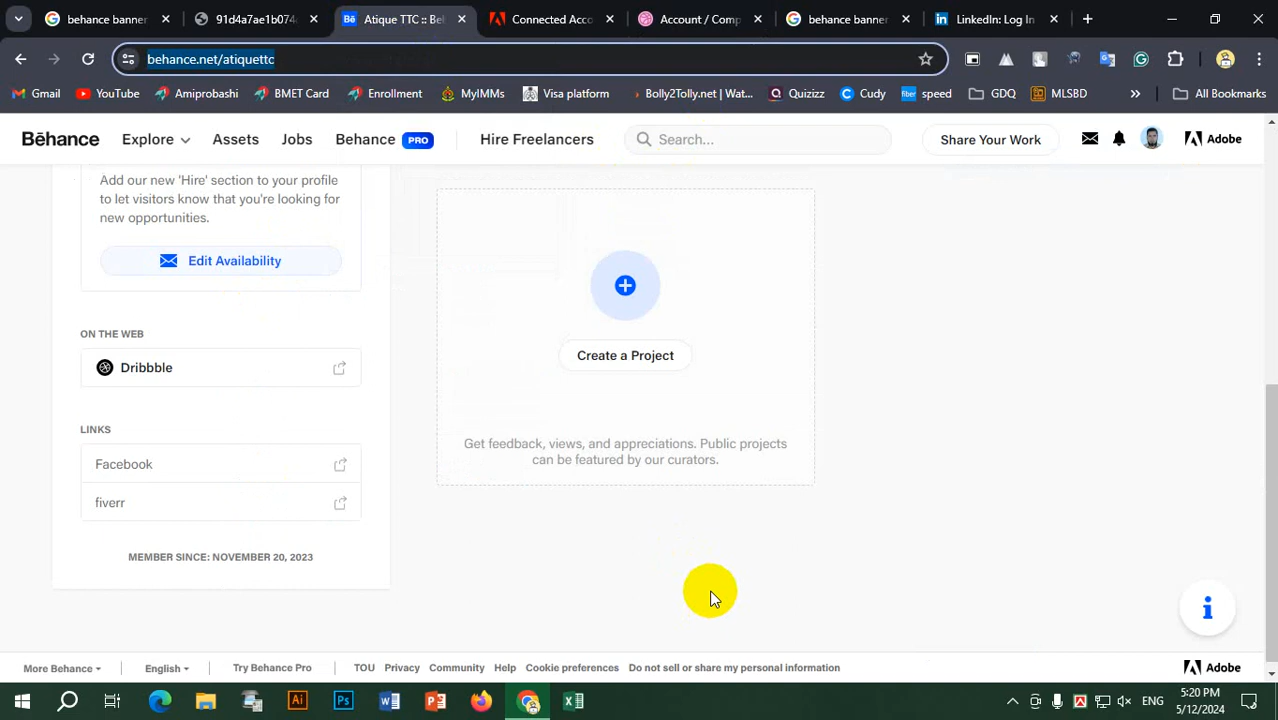 behance banner
91d4a7ae1b074
Atique TTC :: Bel
Connected Acco
Account / Comp
behance banner
LinkedIn: Log In
behance.net/atiquettc
Gmail
YouTube
Amiprobashi
BMET Card
Enrollment
MyIMMs
Visa platform
Bolly2Tolly.net | Wat...
Quizizz
Cudy
fiber speed
GDQ
MLSBD
All Bookmarks
Bēhance
Explore
Assets
Jobs
Behance PRO
Hire Freelancers
Search...
Share Your Work
Adobe
Add our new 'Hire' section to your profile
to let visitors know that you're looking for
new opportunities.
Edit Availability
ON THE WEB
Dribbble
LINKS
Facebook
fiverr
MEMBER SINCE: NOVEMBER 20, 2023
Create a Project
Get feedback, views, and appreciations. Public projects
can be featured by our curators.
More Behance
English
Try Behance Pro
TOU
Privacy
Community
Help
Cookie preferences
Do not sell or share my personal information
Adobe
ENG
5:20 PM
5/12/2024